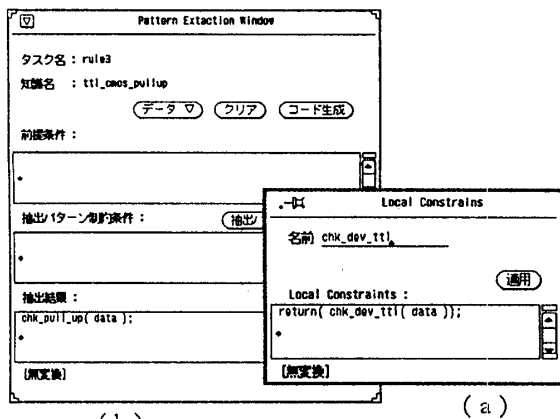 Pattern Extaction Window
タスク名 : rule3
知識名 : ttl_cmos_pullup
データ クリア コード生成
前提条件 :
抽出パターン制約条件 :
抽出
抽出結果 :
chk_pull_up( data );
[無変換]
( b )
Local Constrains
名前 chk_dev_ttl
適用
Local Constraints :
return( chk_dev_ttl( data ));
[無変換]
( a )